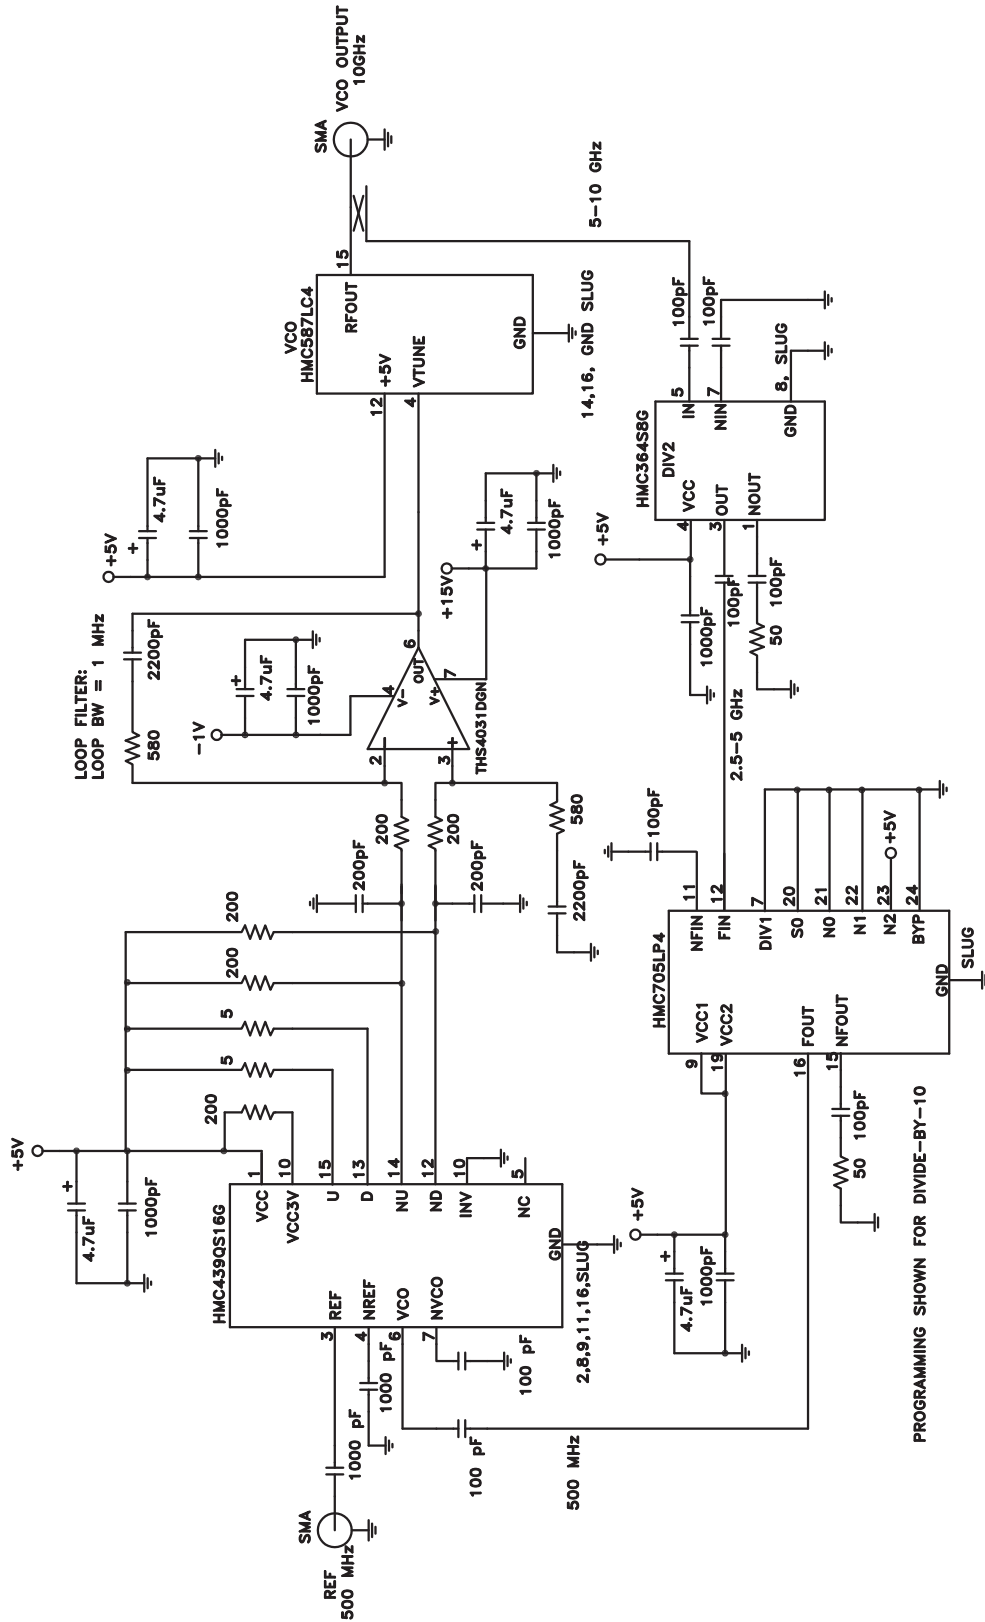 LOOP FILTER:
LOOP BW = 1 MHz
580
2200pF
+5V
+
4.7uF
1000pF
VCO
HMC587LC4
12
+5V
4
VTUNE
RFOUT
15
GND
14,16, GND SLUG
SMA
VCO OUTPUT
10GHz
-1V
+
4.7uF
1000pF
2
3
4
V-
OUT
6
V+
7
THS4031DGN
+15V
+
4.7uF
1000pF
+5V
+
4.7uF
1000pF
200
5
5
200
200
200pF
200
200
200pF
2200pF
580
HMC439QS16G
REF
500 MHz
SMA
1000 pF
3
REF
4
NREF
1000 pF
6
VCO
7
NVCO
100 pF
100 pF
500 MHz
VCC
1
VCC3V
10
U
15
D
13
NU
14
ND
12
INV
10
NC
5
GND
2,8,9,11,16,SLUG
+5V
+
4.7uF
1000pF
HMC705LP4
9
VCC1
19
VCC2
16
FOUT
15
NFOUT
50
100pF
NFIN
11
100pF
FIN
12
DIV1
7
S0
20
N0
21
N1
22
N2
23
+5V
BYP
24
GND
SLUG
PROGRAMMING SHOWN FOR DIVIDE-BY-10
2.5-5 GHz
HMC364S8G
DIV2
+5V
1000pF
4
VCC
3
OUT
100pF
1
NOUT
50
100pF
IN
5
100pF
NIN
7
100pF
GND
8, SLUG
5-10 GHz